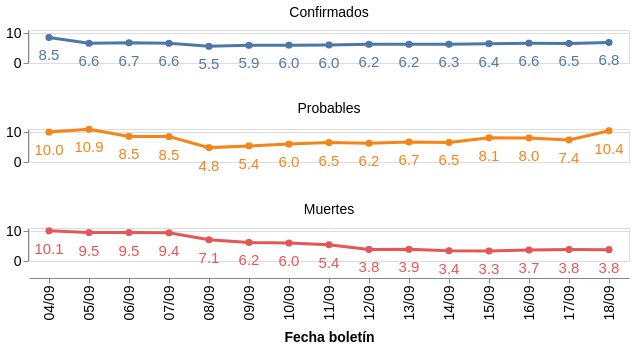 Confirmados
10
0
8.5 6.6 6.7 6.6 5.5 5.9 6.0 6.0 6.2 6.2 6.3 6.4 6.6 6.5 6.8
Probables
10
0
10.0 10.9 8.5 8.5 4.8 5.4 6.0 6.5 6.2 6.7 6.5 8.1 8.0 7.4 10.4
Muertes
10
0
10.1 9.5 9.5 9.4 7.1 6.2 6.0 5.4 3.8 3.9 3.4 3.3 3.7 3.8 3.8
04/09 05/09 06/09 07/09 08/09 09/09 10/09 11/09 12/09 13/09 14/09 15/09 16/09 17/09 18/09
Fecha boletín